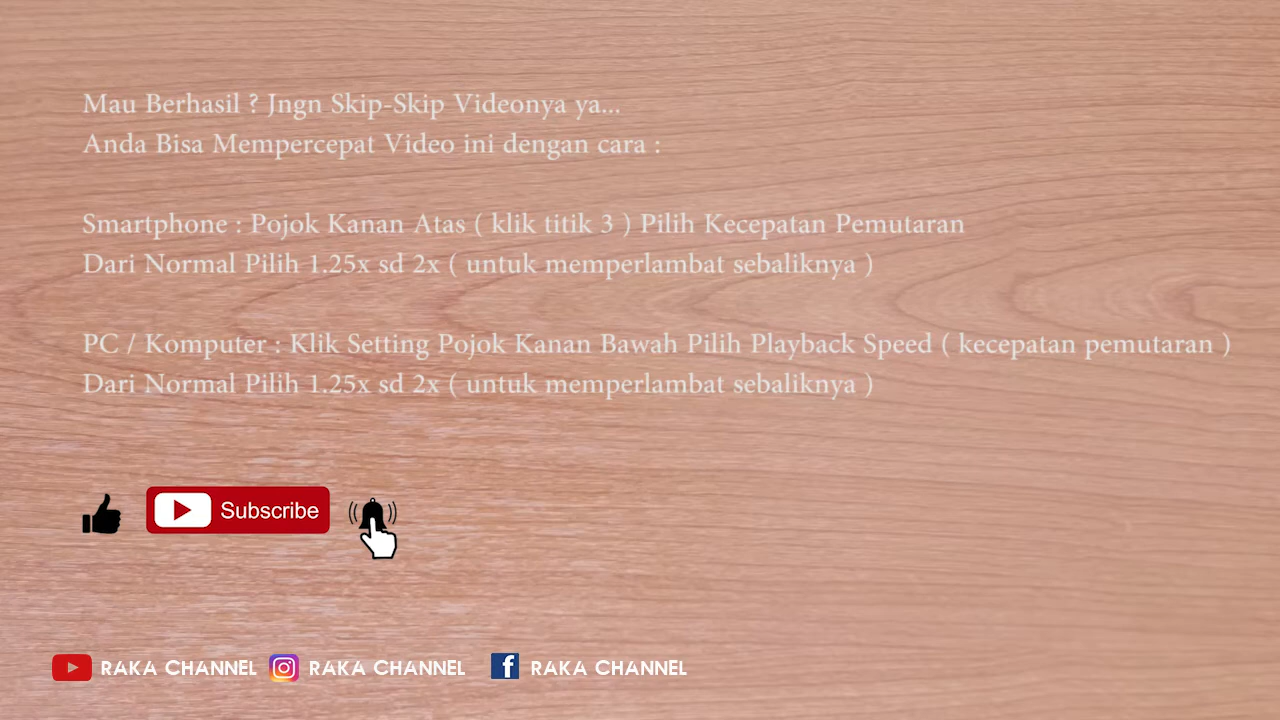 Mau Berhasil ? Jngn Skip-Skip Videonya ya...
Anda Bisa Mempercepat Video ini dengan cara :
Smartphone : Pojok Kanan Atas ( klik titik 3 ) Pilih Kecepatan Pemutaran
Dari Normal Pilih 1.25x sd 2x ( untuk memperlambat sebaliknya )
PC / Komputer : Klik Setting Pojok Kanan Bawah Pilih Playback Speed ( kecepatan pemutaran )
Dari Normal Pilih 1.25x sd 2x ( untuk memperlambat sebaliknya )
Subscribe
RAKA CHANNEL RAKA CHANNEL RAKA CHANNEL